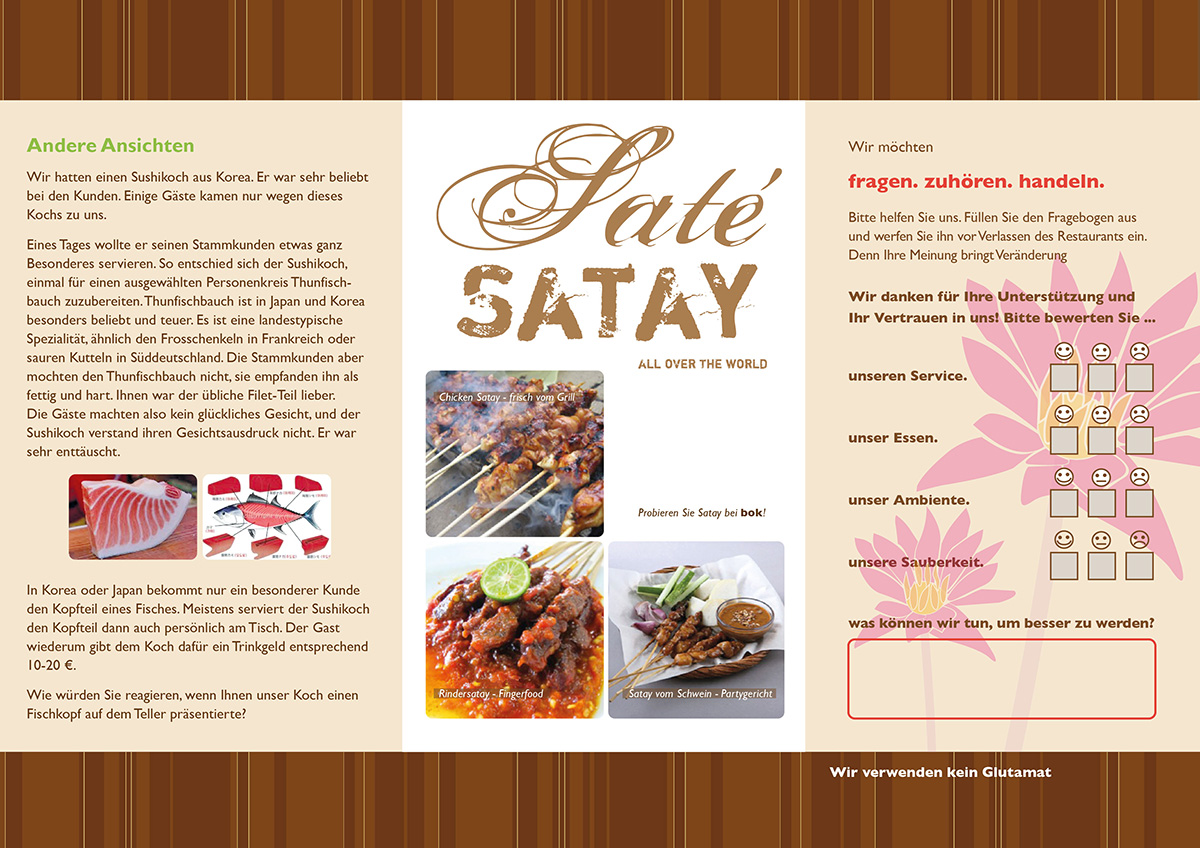 Andere Ansichten
Wir hatten einen Sushikoch aus Korea. Er war sehr beliebt
bei den Kunden. Einige Gäste kamen nur wegen dieses
Kochs zu uns.
Eines Tages wollte er seinen Stammkunden etwas ganz
Besonderes servieren. So entschied sich der Sushikoch,
einmal für einen ausgewählten Personenkreis Thunfisch-
bauch zuzubereiten. Thunfischbauch ist in Japan und Korea
besonders beliebt und teuer. Es ist eine landestypische
Spezialität, ähnlich den Frosschenkeln in Frankreich oder
sauren Kutteln in Süddeutschland. Die Stammkunden aber
mochten den Thunfischbauch nicht, sie empfanden ihn als
fettig und hart. Ihnen war der übliche Filet-Teil lieber.
Die Gäste machten also kein glückliches Gesicht, und der
Sushikoch verstand ihren Gesichtsausdruck nicht. Er war
sehr enttäuscht.
In Korea oder Japan bekommt nur ein besonderer Kunde
den Kopfteil eines Fisches. Meistens serviert der Sushikoch
den Kopfteil dann auch persönlich am Tisch. Der Gast
wiederum gibt dem Koch dafür ein Trinkgeld entsprechend
10-20 €.
Wie würden Sie reagieren, wenn Ihnen unser Koch einen
Fischkopf auf dem Teller präsentierte?
Saté
SATAY
ALL OVER THE WORLD
Chicken Satay - frisch vom Grill
Probieren Sie Satay bei bok!
Rindersatay - Fingerfood
Satay vom Schwein - Partygericht
Wir möchten
fragen. zuhören. handeln.
Bitte helfen Sie uns. Füllen Sie den Fragebogen aus
und werfen Sie ihn vor Verlassen des Restaurants ein.
Denn Ihre Meinung bringt Veränderung
Wir danken für Ihre Unterstützung und
Ihr Vertrauen in uns! Bitte bewerten Sie ...
unseren Service.
unser Essen.
unser Ambiente.
unsere Sauberkeit.
was können wir tun, um besser zu werden?
Wir verwenden kein Glutamat